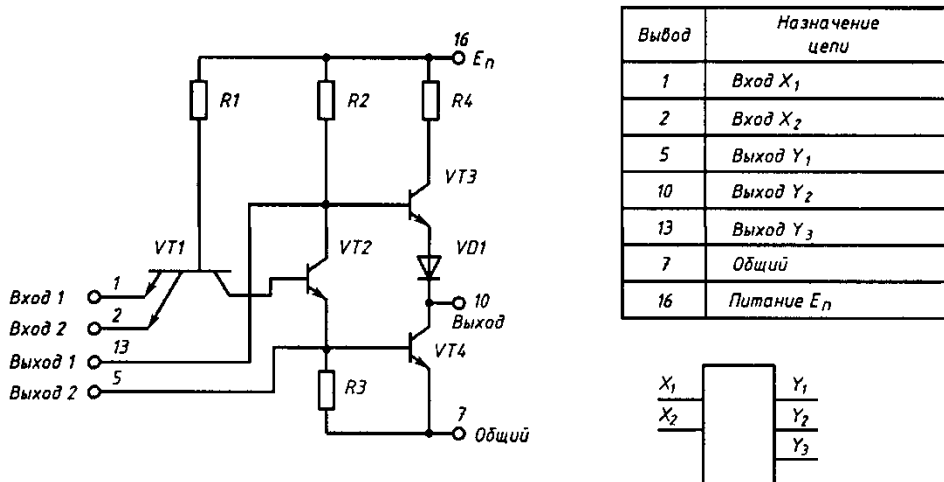 16
Eп
R1
R2
R4
VT3
VT1
VT2
VD1
1
Вход 1
2
Вход 2
10
Выход
13
Выход 1
VT4
5
Выход 2
R3
7
Общий
Вывод Назначение цепи
1 Вход X1
2 Вход X2
5 Выход Y1
10 Выход Y2
13 Выход Y3
7 Общий
16 Питание Eп
X1 Y1
X2 Y2
Y3